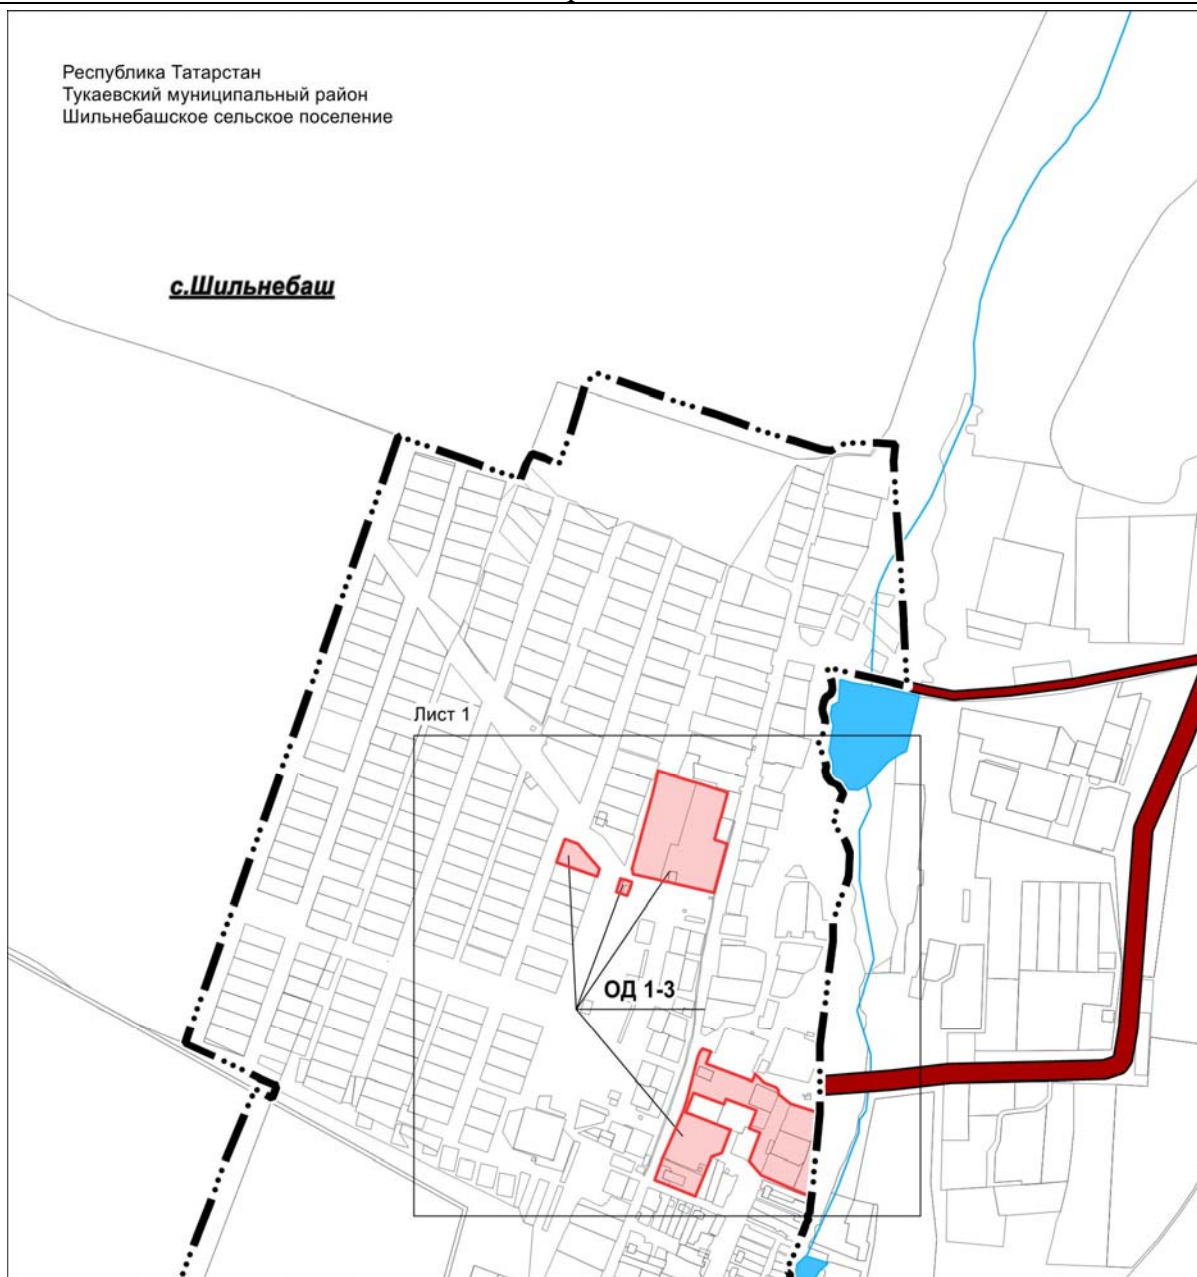 Республика Татарстан
Тукаевский муниципальный район
Шильнебашское сельское поселение
с.Шильнебаш
Лист 1
ОД 1-3